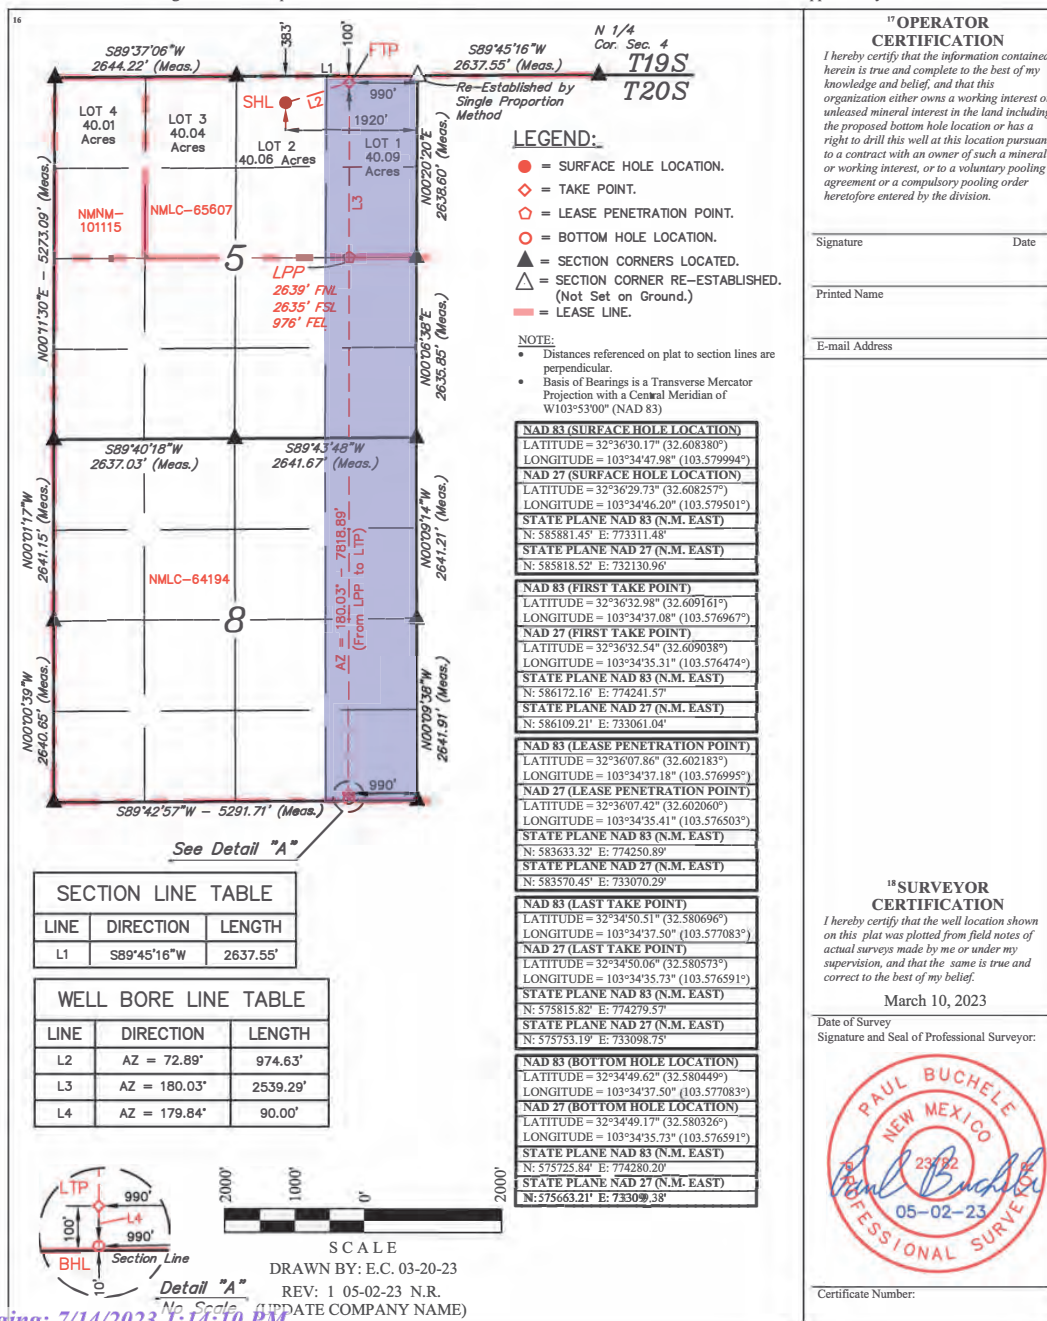 16
S89°37'06"W
2644.22' (Meas.)
383'
100'
FTP
L1
S89°45'16"W
2637.55' (Meas.)
N 1/4
Cor. Sec. 4
T19S
T20S
Re-Established by
Single Proportion
Method
SHL
L2
990'
1920'
LOT 4
40.01
Acres
LOT 3
40.04
Acres
LOT 2
40.06 Acres
LOT 1
40.09
Acres
N00°20'20"E
2638.60' (Meas.)
L3
NMNM-
101115
NMLC-65607
5
LPP
2639' FNL
2635' FSL
976' FEL
N00°11'30"E - 5273.09' (Meas.)
N00°06'38"E
2635.85' (Meas.)
S89°40'18"W
2637.03' (Meas.)
S89°43'48"W
2641.67' (Meas.)
N00°01'17"W
2641.15' (Meas.)
N00°09'14"W
2641.21' (Meas.)
AZ = 180.03° - 7818.89'
(From LPP to LTP)
NMLC-64194
8
N00°00'39"W
2640.65' (Meas.)
N00°09'38"W
2641.91' (Meas.)
990'
S89°42'57"W - 5291.71' (Meas.)
See Detail "A"
LEGEND:
= SURFACE HOLE LOCATION.
= TAKE POINT.
= LEASE PENETRATION POINT.
= BOTTOM HOLE LOCATION.
= SECTION CORNERS LOCATED.
= SECTION CORNER RE-ESTABLISHED.
(Not Set on Ground.)
= LEASE LINE.
NOTE:
• Distances referenced on plat to section lines are
perpendicular.
• Basis of Bearings is a Transverse Mercator
Projection with a Central Meridian of
W103°53'00" (NAD 83)
NAD 83 (SURFACE HOLE LOCATION)
LATITUDE = 32°36'30.17" (32.608380°)
LONGITUDE = 103°34'47.98" (103.579994°)
NAD 27 (SURFACE HOLE LOCATION)
LATITUDE = 32°36'29.73" (32.608257°)
LONGITUDE = 103°34'46.20" (103.579501°)
STATE PLANE NAD 83 (N.M. EAST)
N: 585881.45' E: 773311.48'
STATE PLANE NAD 27 (N.M. EAST)
N: 585818.52' E: 732130.96'
NAD 83 (FIRST TAKE POINT)
LATITUDE = 32°36'32.98" (32.609161°)
LONGITUDE = 103°34'37.08" (103.576967°)
NAD 27 (FIRST TAKE POINT)
LATITUDE = 32°36'32.54" (32.609038°)
LONGITUDE = 103°34'35.31" (103.576474°)
STATE PLANE NAD 83 (N.M. EAST)
N: 586172.16' E: 774241.57'
STATE PLANE NAD 27 (N.M. EAST)
N: 586109.21' E: 733061.04'
NAD 83 (LEASE PENETRATION POINT)
LATITUDE = 32°36'07.86" (32.602183°)
LONGITUDE = 103°34'37.18" (103.576995°)
NAD 27 (LEASE PENETRATION POINT)
LATITUDE = 32°36'07.42" (32.602060°)
LONGITUDE = 103°34'35.41" (103.576503°)
STATE PLANE NAD 83 (N.M. EAST)
N: 583633.32' E: 774250.89'
STATE PLANE NAD 27 (N.M. EAST)
N: 583570.45' E: 733070.29'
NAD 83 (LAST TAKE POINT)
LATITUDE = 32°34'50.51" (32.580696°)
LONGITUDE = 103°34'37.50" (103.577083°)
NAD 27 (LAST TAKE POINT)
LATITUDE = 32°34'50.06" (32.580573°)
LONGITUDE = 103°34'35.73" (103.576591°)
STATE PLANE NAD 83 (N.M. EAST)
N: 575815.82' E: 774279.57'
STATE PLANE NAD 27 (N.M. EAST)
N: 575753.19' E: 733098.75'
NAD 83 (BOTTOM HOLE LOCATION)
LATITUDE = 32°34'49.62" (32.580449°)
LONGITUDE = 103°34'37.50" (103.577083°)
NAD 27 (BOTTOM HOLE LOCATION)
LATITUDE = 32°34'49.17" (32.580326°)
LONGITUDE = 103°34'35.73" (103.576591°)
STATE PLANE NAD 83 (N.M. EAST)
N: 575725.84' E: 774280.20'
STATE PLANE NAD 27 (N.M. EAST)
N: 575663.21' E: 733099.38'
SECTION LINE TABLE
LINE DIRECTION LENGTH
L1 S89°45'16"W 2637.55'
WELL BORE LINE TABLE
LINE DIRECTION LENGTH
L2 AZ = 72.89° 974.63'
L3 AZ = 180.03° 2539.29'
L4 AZ = 179.84° 90.00'
LTP
990'
L4
100'
990'
BHL
Section Line
10'
Detail "A"
No Scale
2000'
1000'
0'
2000'
SCALE
DRAWN BY: E.C. 03-20-23
REV: 1 05-02-23 N.R.
(UPDATE COMPANY NAME)
ging: 7/14/2023 1:14:10 PM
17 OPERATOR
CERTIFICATION
I hereby certify that the information contained
herein is true and complete to the best of my
knowledge and belief, and that this
organization either owns a working interest o
unleased mineral interest in the land including
the proposed bottom hole location or has a
right to drill this well at this location pursuan
to a contract with an owner of such a mineral
or working interest, or to a voluntary pooling
agreement or a compulsory pooling order
heretofore entered by the division.
Signature Date
Printed Name
E-mail Address
18 SURVEYOR
CERTIFICATION
I hereby certify that the well location shown
on this plat was plotted from field notes of
actual surveys made by me or under my
supervision, and that the same is true and
correct to the best of my belief.
March 10, 2023
Date of Survey
Signature and Seal of Professional Surveyor:
PAUL BUCHELE
NEW MEXICO
23782
Paul Buchele
05-02-23
PROFESSIONAL SURVEYOR
Certificate Number: